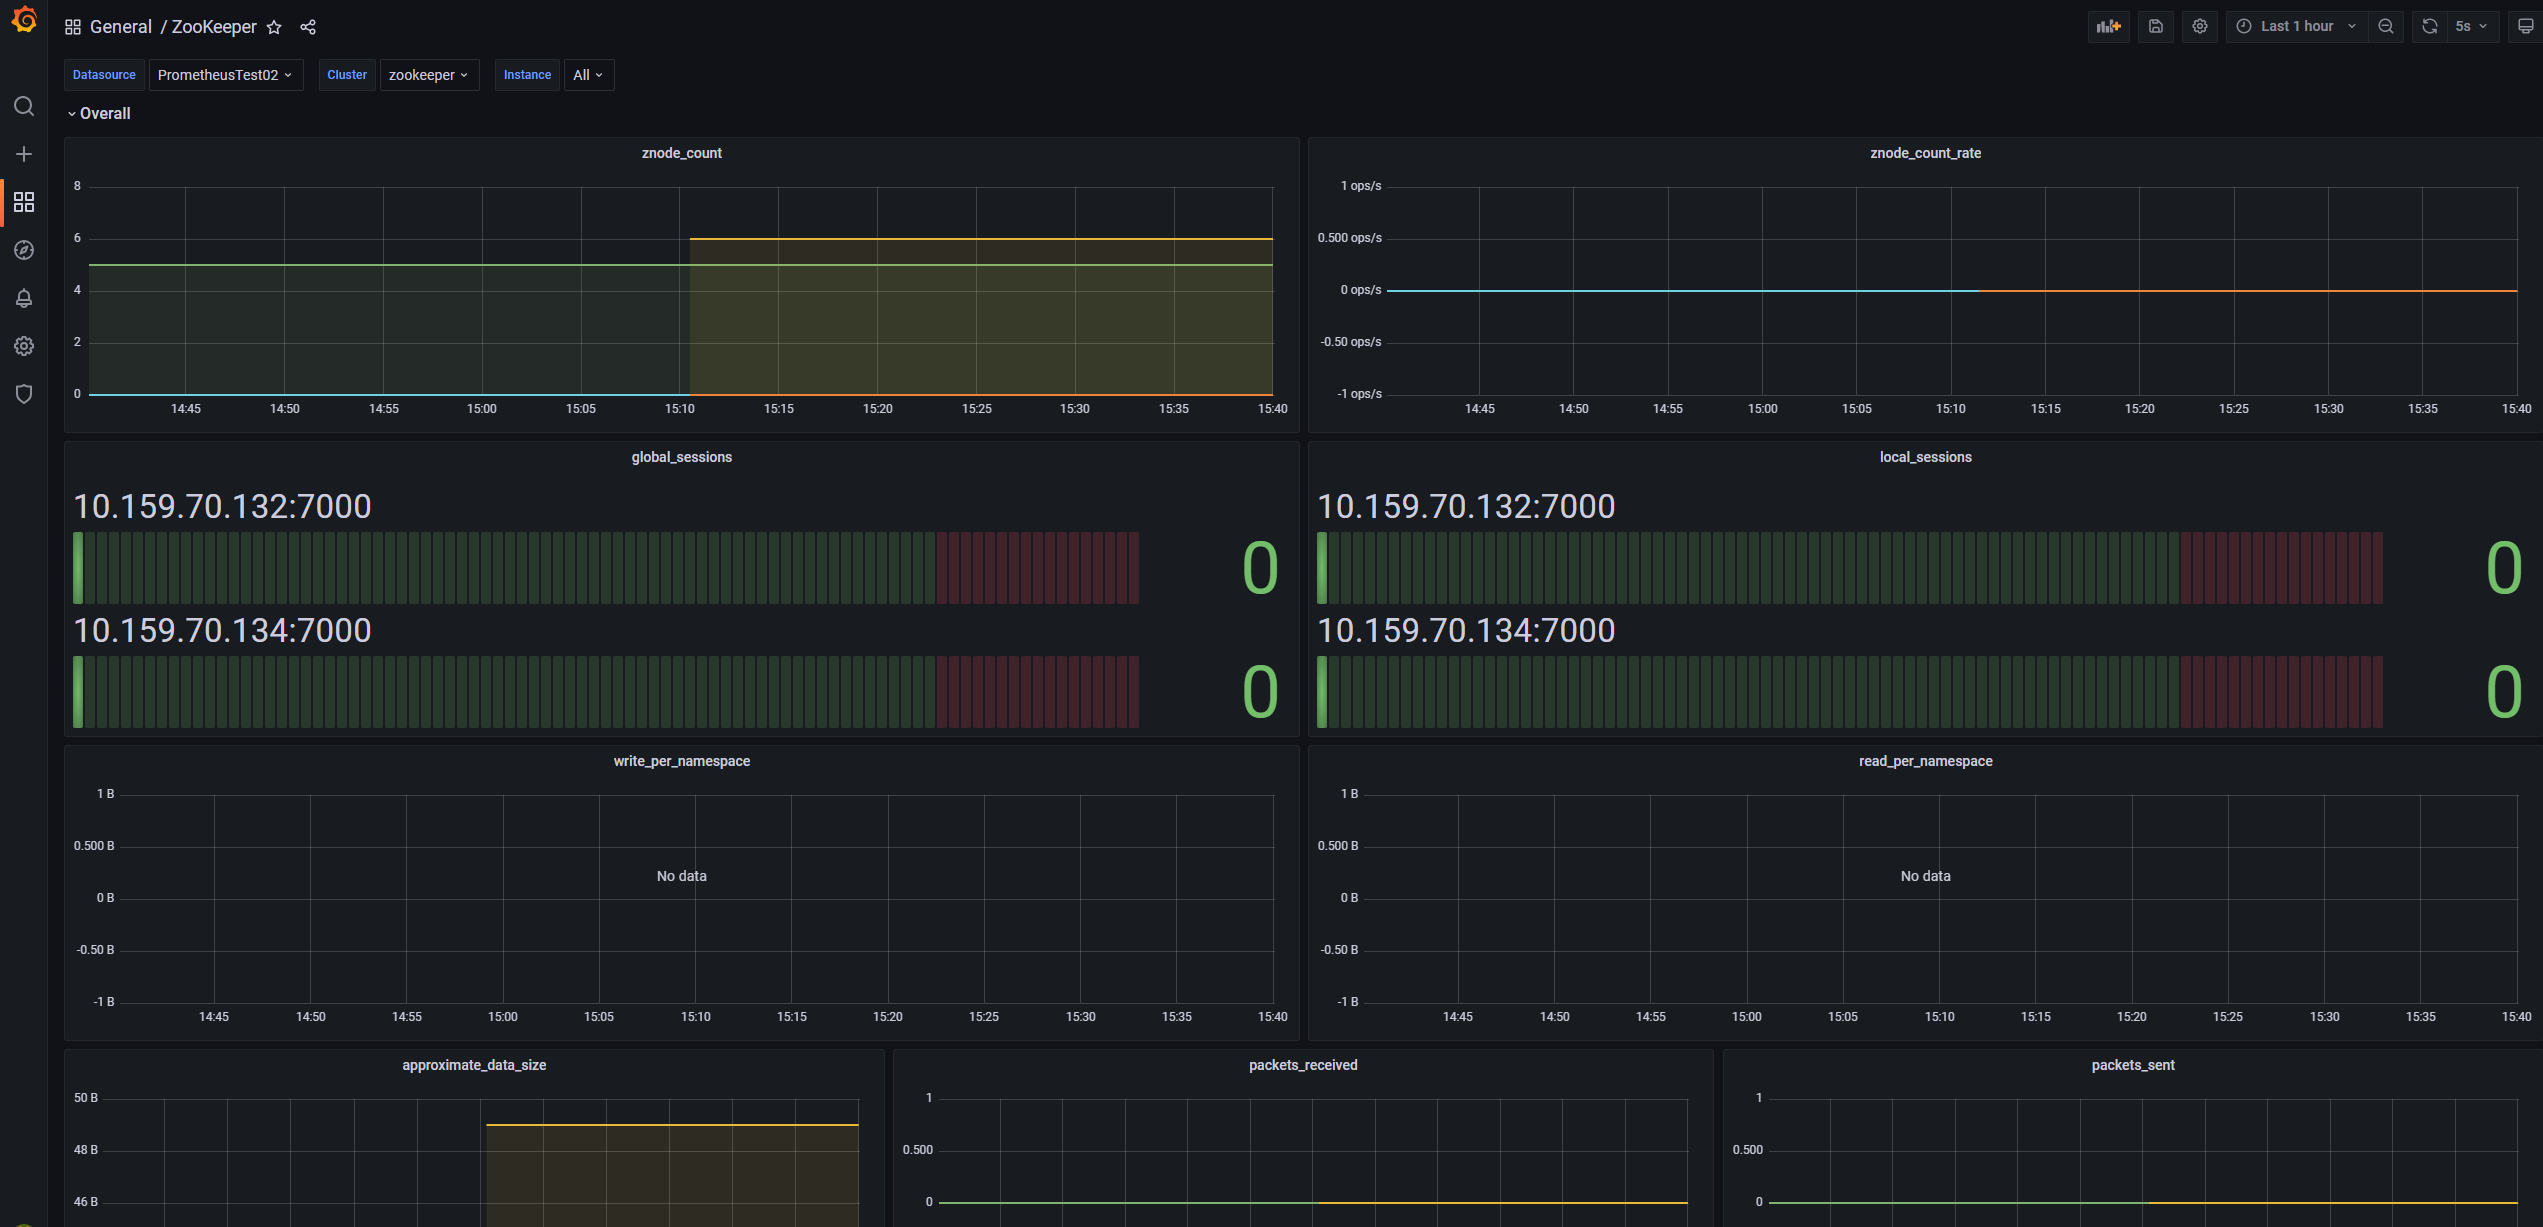 General / ZooKeeper
Last 1 hour
5s
Datasource PrometheusTest02 Cluster zookeeper Instance All
Overall
znode_count
8
6
4
2
0
14:45 14:50 14:55 15:00 15:05 15:10 15:15 15:20 15:25 15:30 15:35 15:40
znode_count_rate
1 ops/s
0.500 ops/s
0 ops/s
-0.50 ops/s
-1 ops/s
14:45 14:50 14:55 15:00 15:05 15:10 15:15 15:20 15:25 15:30 15:35 15:40
global_sessions
10.159.70.132:7000
0
10.159.70.134:7000
0
local_sessions
10.159.70.132:7000
0
10.159.70.134:7000
0
write_per_namespace
1 B
0.500 B
No data
0 B
-0.50 B
-1 B
14:45 14:50 14:55 15:00 15:05 15:10 15:15 15:20 15:25 15:30 15:35 15:40
read_per_namespace
1 B
0.500 B
No data
0 B
-0.50 B
-1 B
14:45 14:50 14:55 15:00 15:05 15:10 15:15 15:20 15:25 15:30 15:35 15:40
approximate_data_size
50 B
48 B
46 B
packets_received
1
0.500
0
packets_sent
1
0.500
0